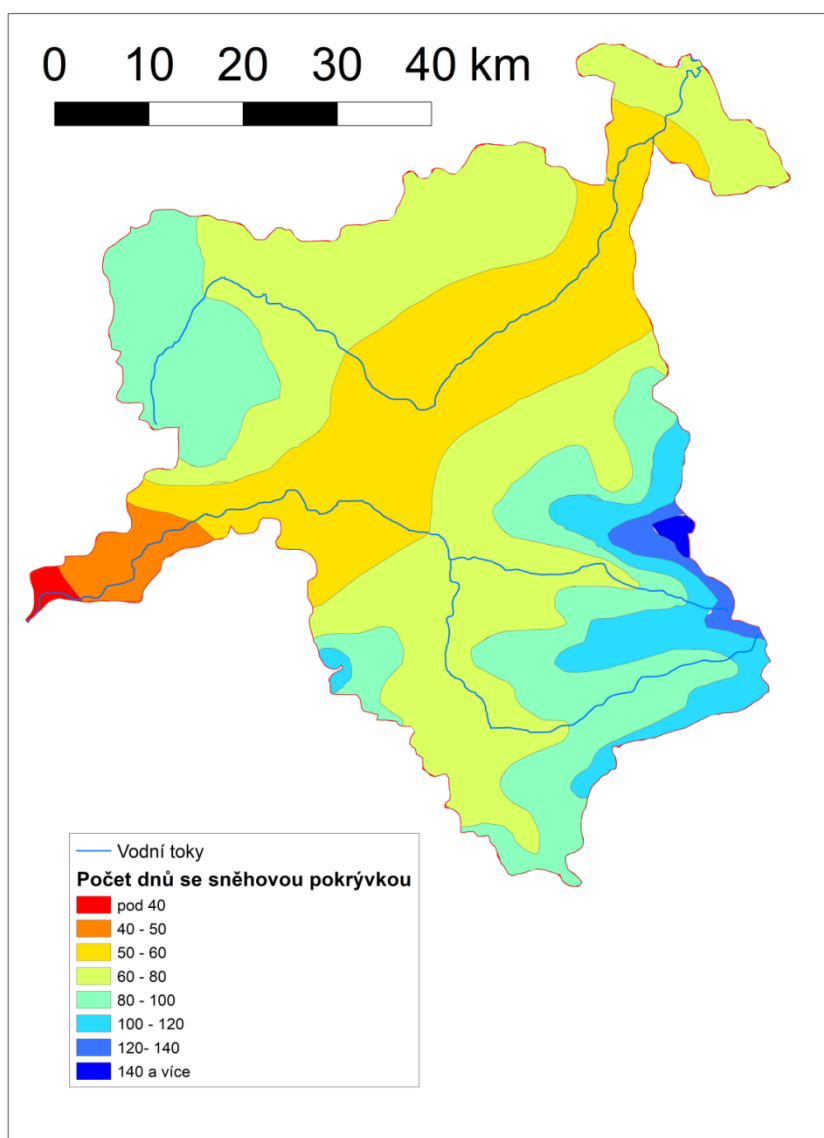 0 10 20 30 40 km
Vodní toky
Počet dnů se sněhovou pokrývkou
pod 40
40 - 50
50 - 60
60 - 80
80 - 100
100 - 120
120- 140
140 a více